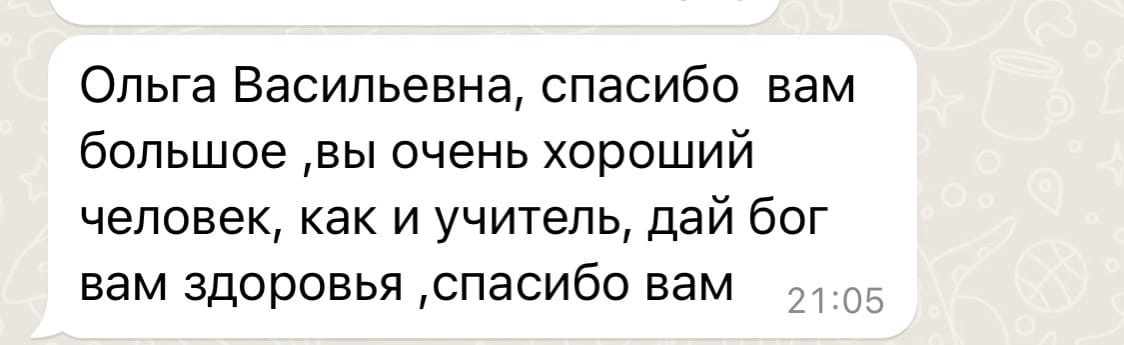 Ольга Васильевна, спасибо  вам
большое ,вы очень хороший
человек, как и учитель, дай бог
вам здоровья ,спасибо вам
21:05